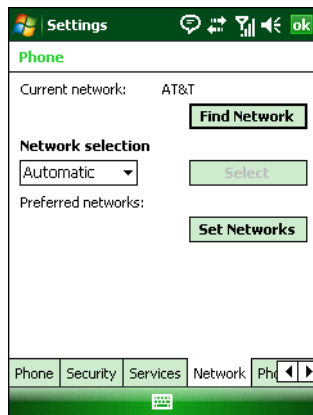 Settings ok
Phone
Current network: AT&T
Find Network
Network selection
Automatic Select
Preferred networks:
Set Networks
Phone Security Services Network Pho